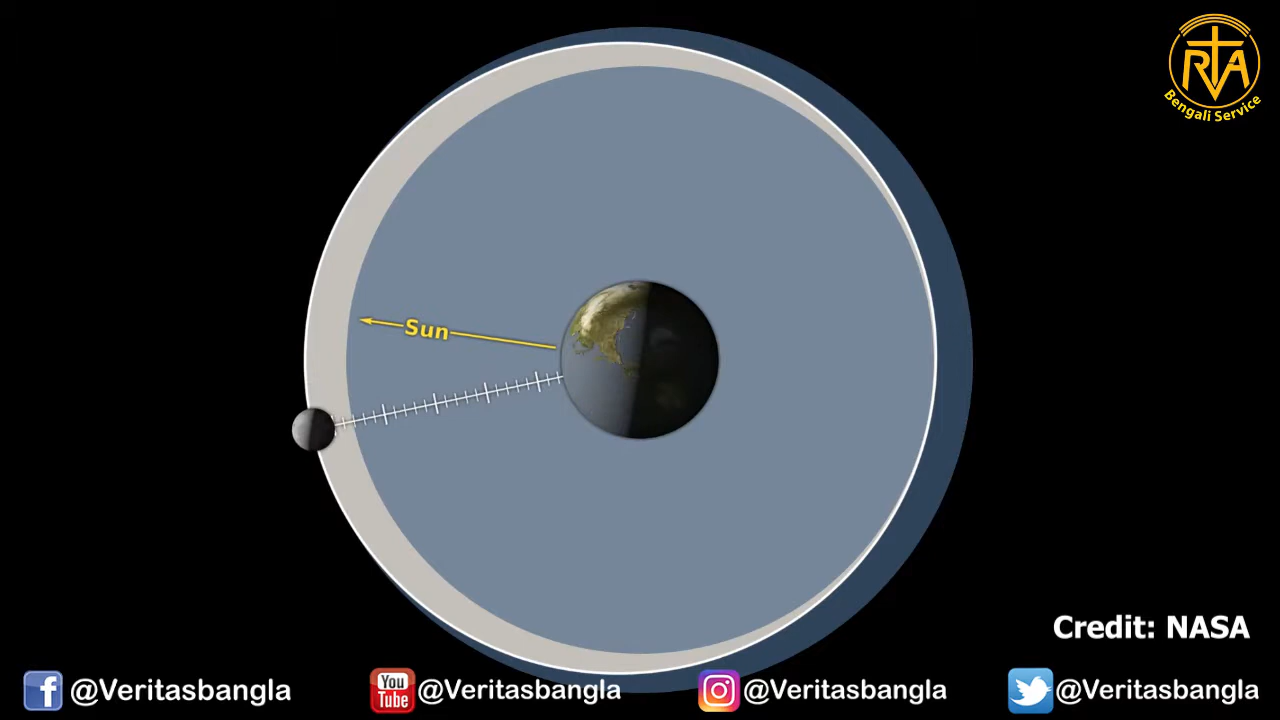 RVA
Bengali Service
Sun
Credit: NASA
f @Veritasbangla
You Tube @Veritasbangla
@Veritasbangla
@Veritasbangla